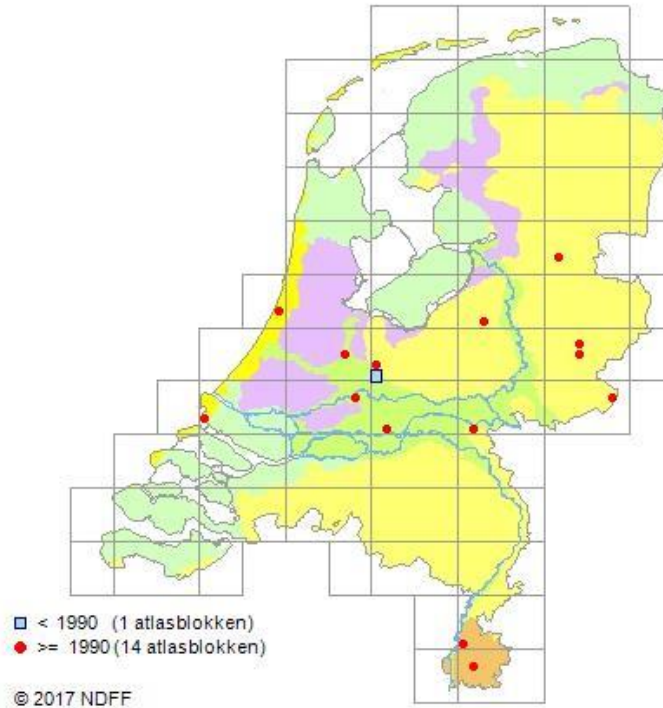 < 1990 (1 atlasblokken)
>= 1990 (14 atlasblokken)
© 2017 NDFF